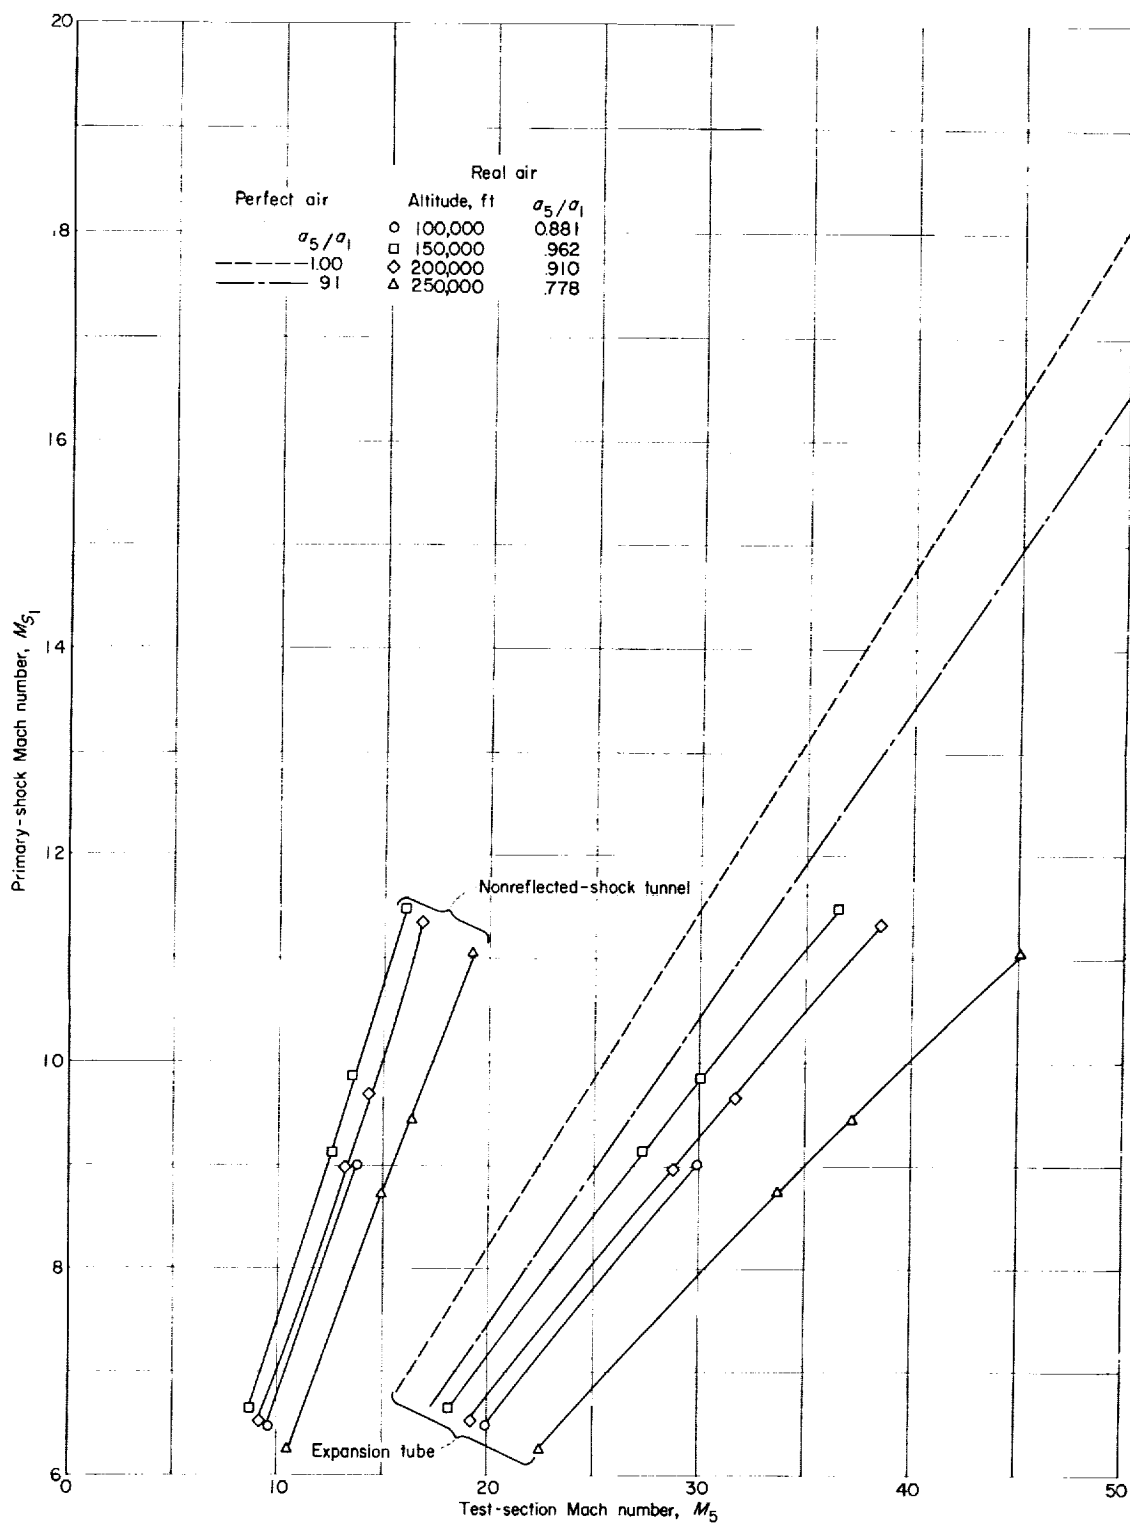 20
Real air
Perfect air
Altitude, ft
a5/a1
a5/a1
100,000
0.881
150,000
.962
1.00
200,000
.910
.91
250,000
.778
18
16
14
Primary-shock Mach number, MS1
12
Nonreflected-shock tunnel
10
8
Expansion tube
6
0
10
20
30
40
50
Test-section Mach number, M5